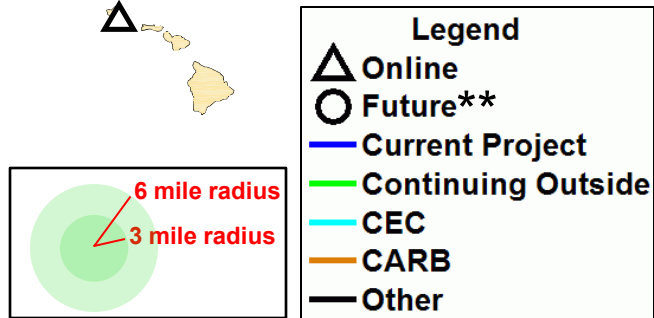 Legend
Online
Future**
Current Project
Continuing Outside
CEC
CARB
Other
6 mile radius
3 mile radius